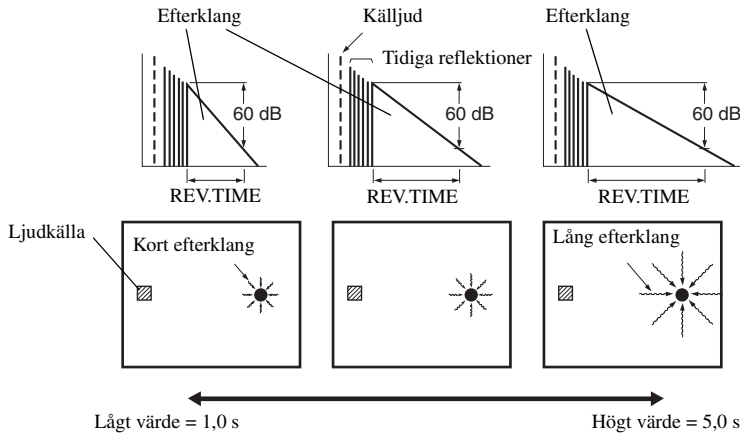 Efterklang
Källjud
Efterklang
Tidiga reflektioner
60 dB
60 dB
60 dB
REV.TIME
REV.TIME
REV.TIME
Ljudkälla
Kort efterklang
Lång efterklang
Lågt värde = 1,0 s
Högt värde = 5,0 s